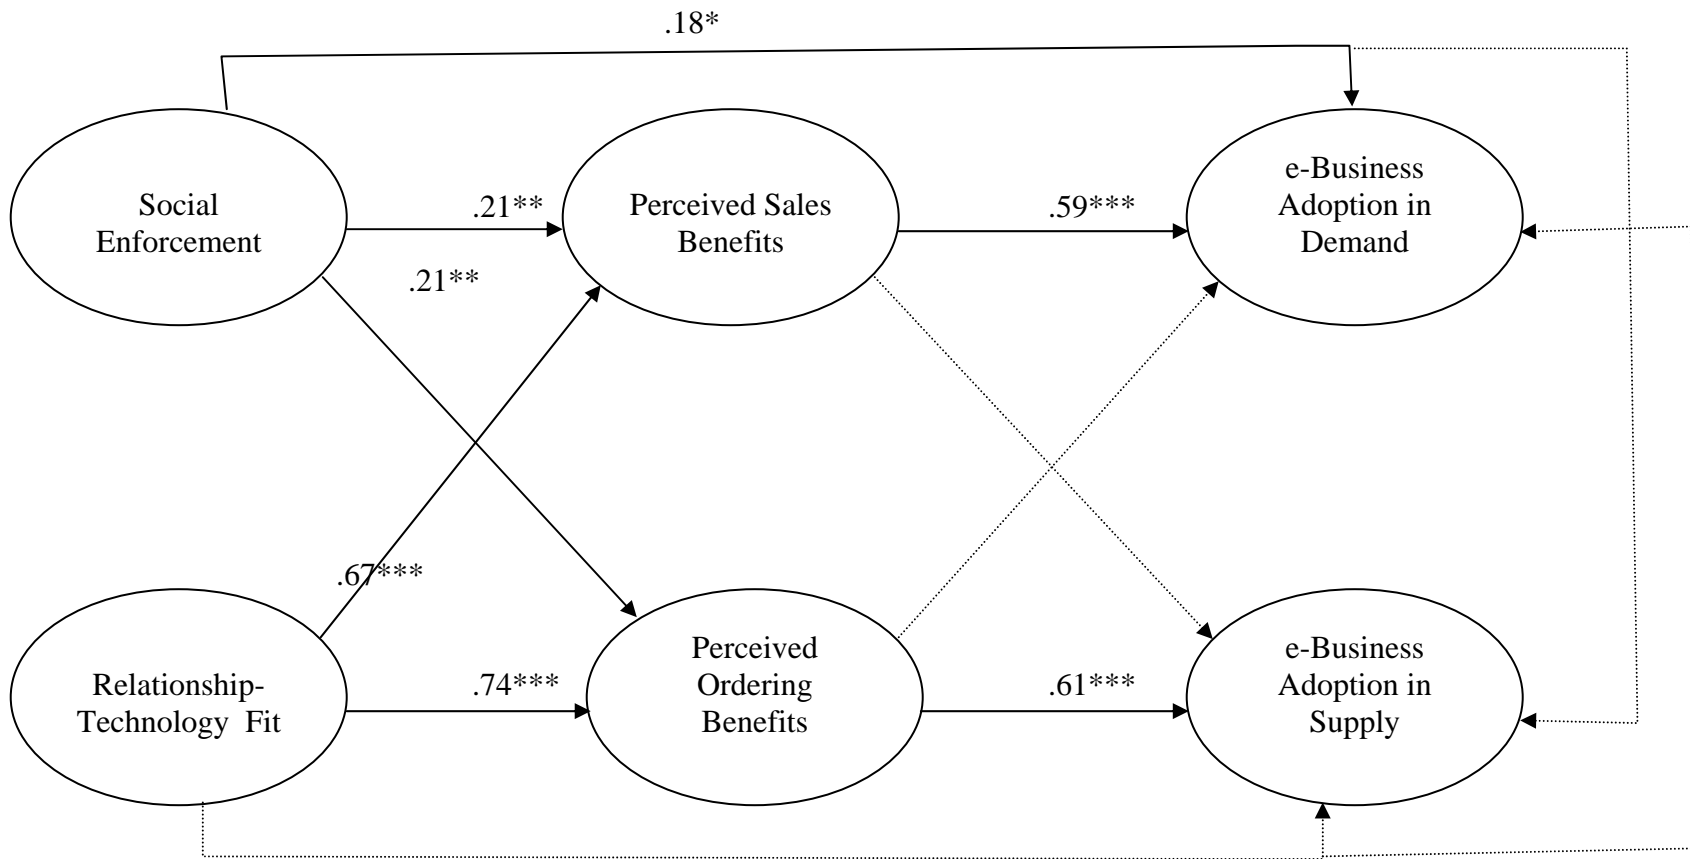 .18*
Social
Enforcement
.21**
.21**
Perceived Sales
Benefits
.59***
e-Business
Adoption in
Demand
.67***
Relationship-
Technology Fit
.74***
Perceived
Ordering
Benefits
.61***
e-Business
Adoption in
Supply